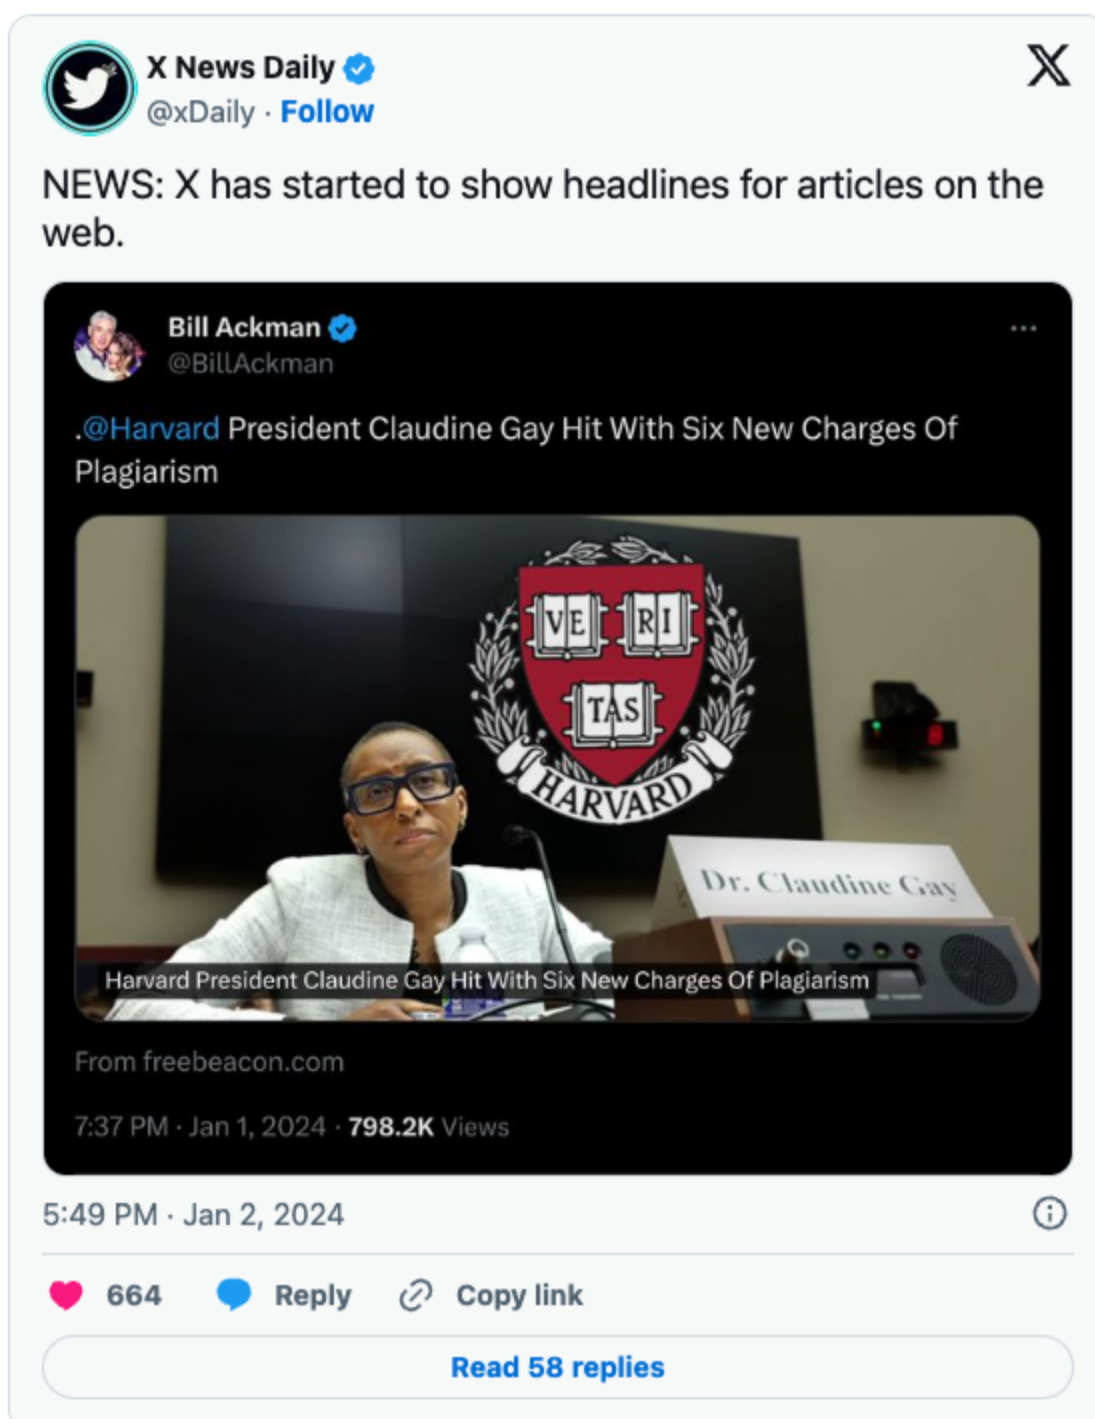 X News Daily
@xDaily · Follow
NEWS: X has started to show headlines for articles on the
web.
Bill Ackman
@BillAckman
.@Harvard President Claudine Gay Hit With Six New Charges Of
Plagiarism
VE RI
TAS
HARVARD
Dr. Claudine Gay
Harvard President Claudine Gay Hit With Six New Charges Of Plagiarism
From freebeacon.com
7:37 PM · Jan 1, 2024 · 798.2K Views
5:49 PM · Jan 2, 2024
664 Reply Copy link
Read 58 replies